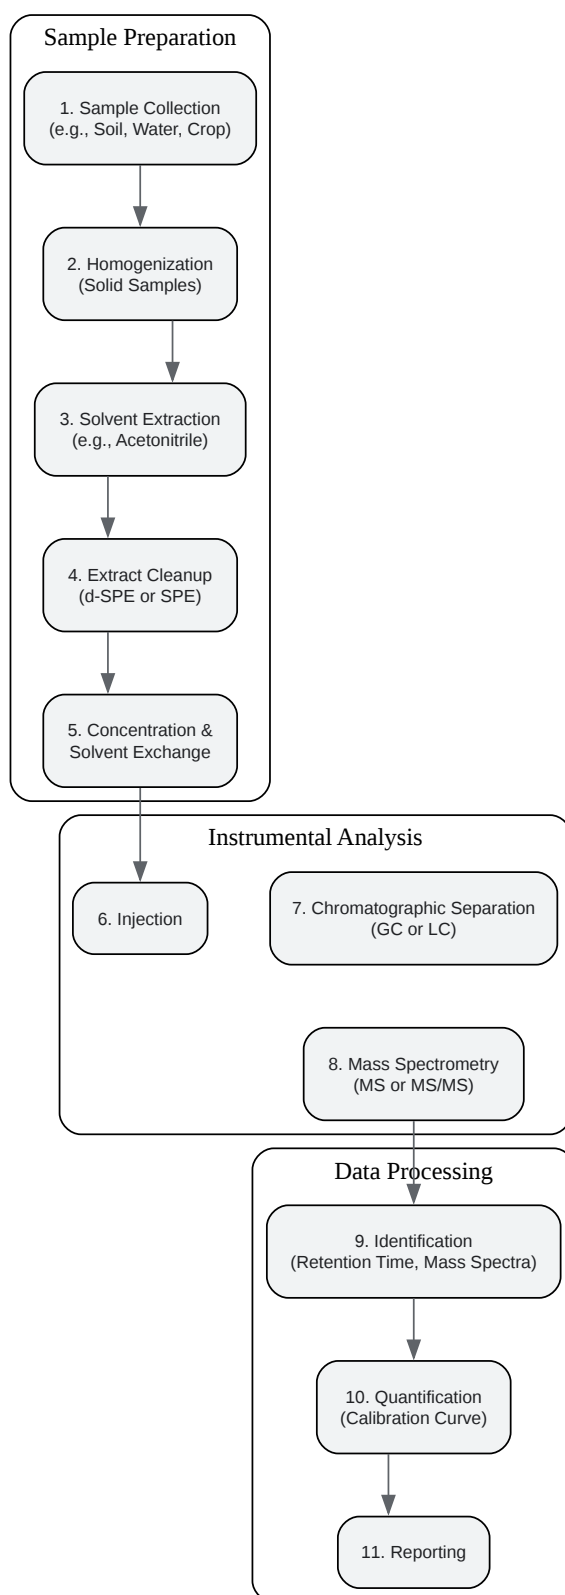 Sample Preparation
1. Sample Collection
(e.g., Soil, Water, Crop)
2. Homogenization
(Solid Samples)
3. Solvent Extraction
(e.g., Acetonitrile)
4. Extract Cleanup
(d-SPE or SPE)
5. Concentration &
Solvent Exchange
Instrumental Analysis
6. Injection
7. Chromatographic Separation
(GC or LC)
8. Mass Spectrometry
(MS or MS/MS)
Data Processing
9. Identification
(Retention Time, Mass Spectra)
10. Quantification
(Calibration Curve)
11. Reporting